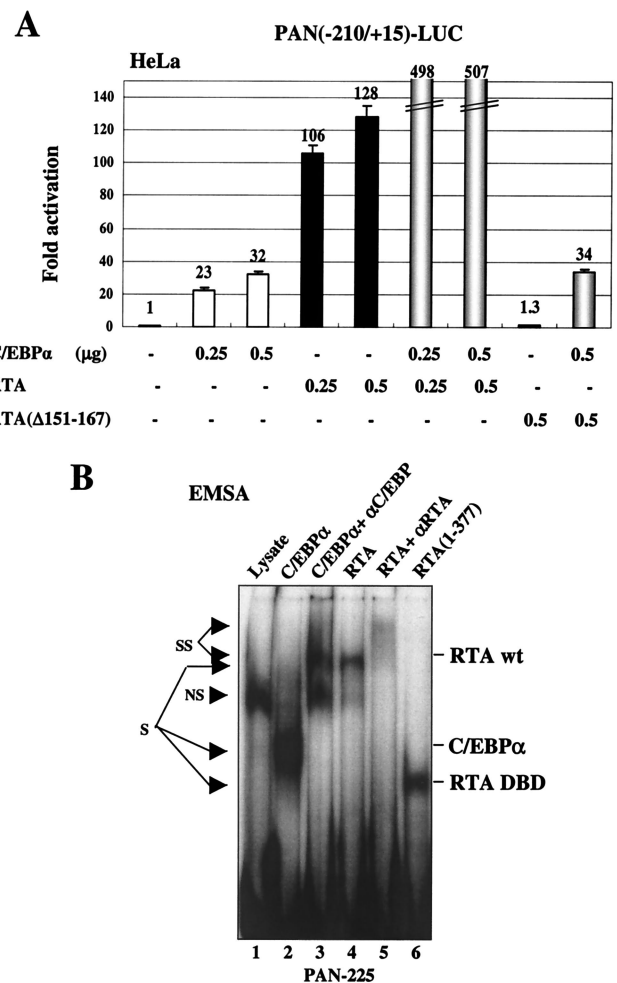 A
PAN(-210/+15)-LUC
HeLa
Fold activation
140
120
100
80
60
40
20
0
1
23
32
106
128
498
507
1.3
34
/EBPα (μg) - 0.25 0.5 - - 0.25 0.5 - 0.5
TA - - - 0.25 0.5 0.25 0.5 - -
TA(Δ151-167) - - - - - - - 0.5 0.5
B
EMSA
Lysate
C/EBPα
C/EBPα+ αC/EBP
RTA
RTA+ αRTA
RTA(1-377)
SS
NS
S
RTA wt
C/EBPα
RTA DBD
1 2 3 4 5 6
PAN-225